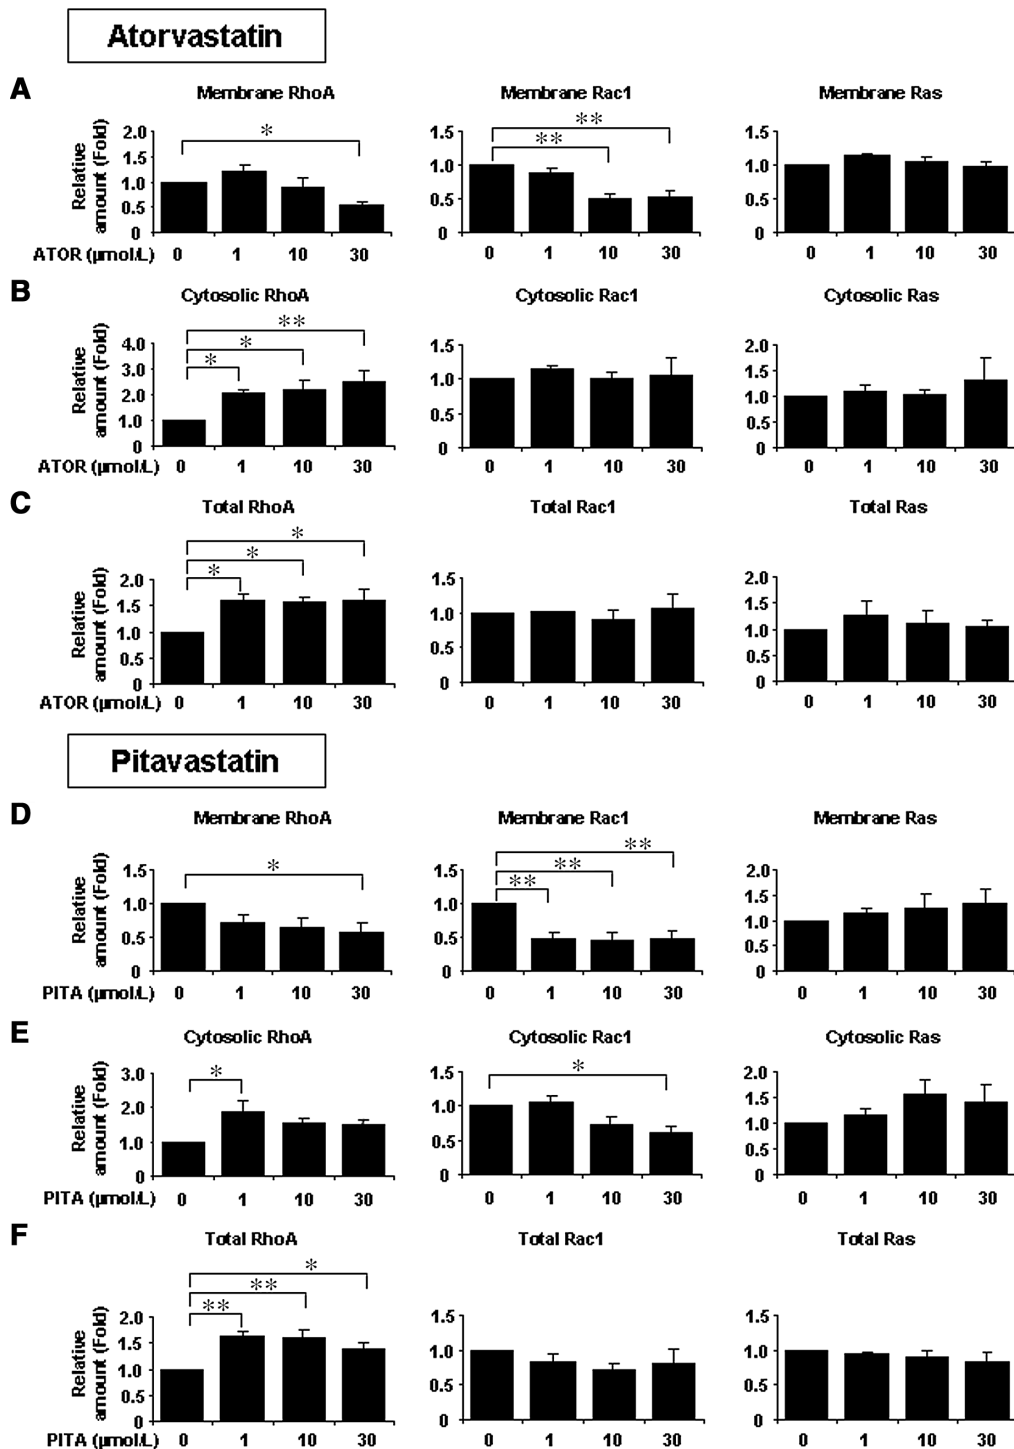 Atorvastatin
A
Membrane RhoA Membrane Rac1 Membrane Ras
Relative amount (Fold)
2.0 1.5 1.0 0.5 0
*
1.5 1.0 0.5 0
** **
1.5 1.0 0.5 0
ATOR (µmol/L) 0 1 10 30 0 1 10 30 0 1 10 30
B
Cytosolic RhoA Cytosolic Rac1 Cytosolic Ras
Relative amount (Fold)
4.0 3.0 2.0 1.0 0
** * *
1.5 1.0 0.5 0
2.0 1.5 1.0 0.5 0
ATOR (µmol/L) 0 1 10 30 0 1 10 30 0 1 10 30
C
Total RhoA Total Rac1 Total Ras
Relative amount (Fold)
2.0 1.5 1.0 0.5 0
* * *
1.5 1.0 0.5 0
2.0 1.5 1.0 0.5 0
ATOR (µmol/L) 0 1 10 30 0 1 10 30 0 1 10 30
Pitavastatin
D
Membrane RhoA Membrane Rac1 Membrane Ras
Relative amount (Fold)
1.5 1.0 0.5 0
*
1.5 1.0 0.5 0
** ** **
2.0 1.5 1.0 0.5 0
PITA (µmol/L) 0 1 10 30 0 1 10 30 0 1 10 30
E
Cytosolic RhoA Cytosolic Rac1 Cytosolic Ras
Relative amount (Fold)
3.0 2.0 1.0 0
*
1.5 1.0 0.5 0
*
2.0 1.5 1.0 0.5 0
PITA (µmol/L) 0 1 10 30 0 1 10 30 0 1 10 30
F
Total RhoA Total Rac1 Total Ras
Relative amount (Fold)
2.0 1.5 1.0 0.5 0
* ** **
1.5 1.0 0.5 0
1.5 1.0 0.5 0
PITA (µmol/L) 0 1 10 30 0 1 10 30 0 1 10 30